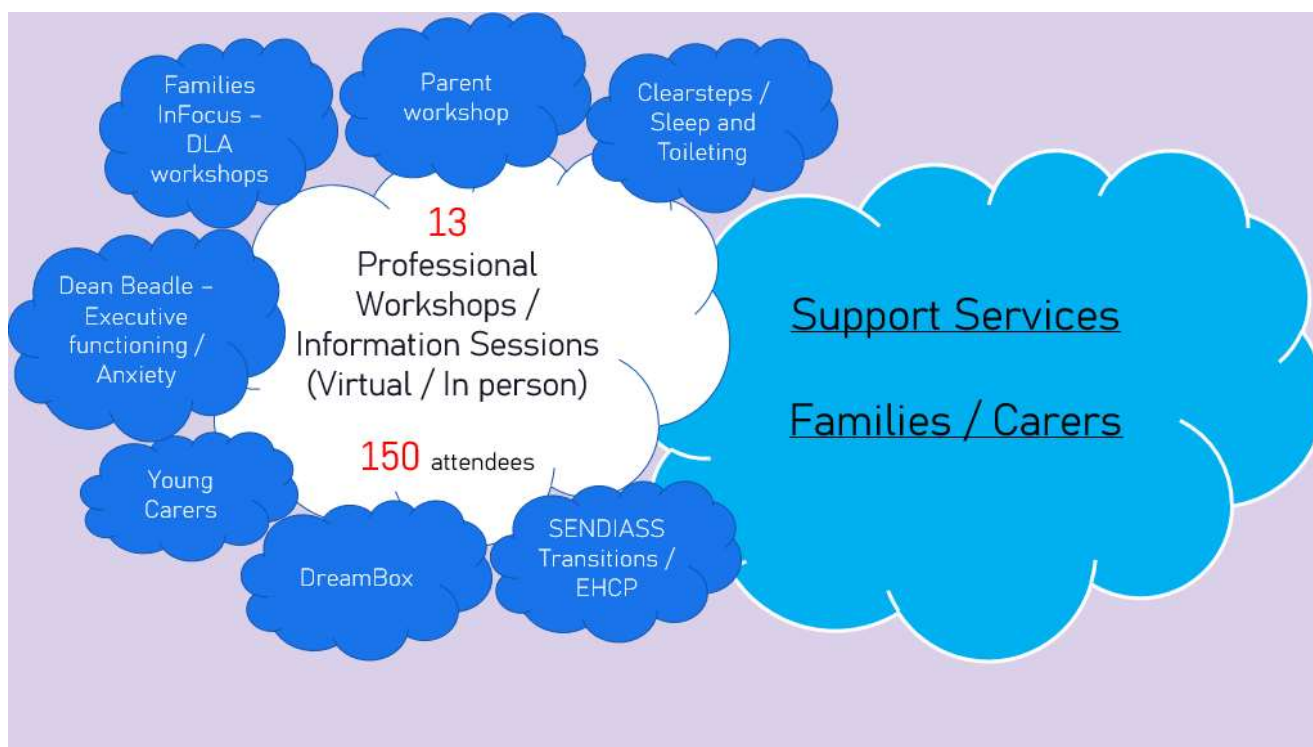 Families
InFocus –
DLA
workshops
Parent
workshop
Clearsteps /
Sleep and
Toileting
13
Professional
Workshops /
Information Sessions
(Virtual / In person)
150 attendees
Dean Beadle –
Executive
functioning /
Anxiety
Young
Carers
DreamBox
SENDIASS
Transitions /
EHCP
Support Services
Families / Carers